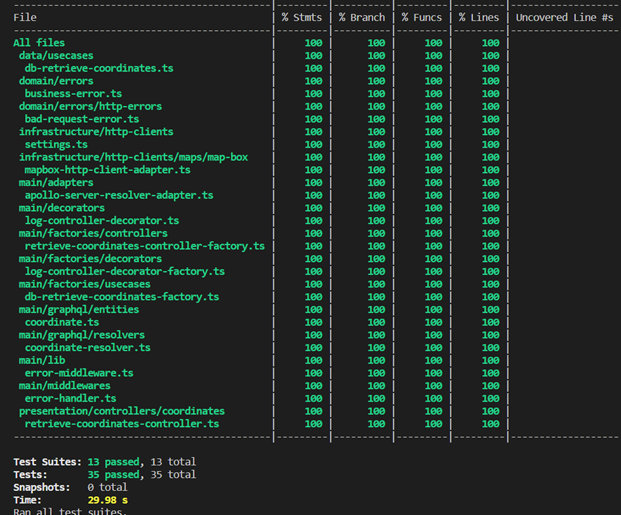 File | % Stmts | % Branch | % Funcs | % Lines | Uncovered Line #s
All files | 100 | 100 | 100 | 100 |
data/usecases | 100 | 100 | 100 | 100 |
db-retrieve-coordinates.ts | 100 | 100 | 100 | 100 |
domain/errors | 100 | 100 | 100 | 100 |
business-error.ts | 100 | 100 | 100 | 100 |
domain/errors/http-errors | 100 | 100 | 100 | 100 |
bad-request-error.ts | 100 | 100 | 100 | 100 |
infrastructure/http-clients | 100 | 100 | 100 | 100 |
settings.ts | 100 | 100 | 100 | 100 |
infrastructure/http-clients/maps/map-box | 100 | 100 | 100 | 100 |
mapbox-http-client-adapter.ts | 100 | 100 | 100 | 100 |
main/adapters | 100 | 100 | 100 | 100 |
apollo-server-resolver-adapter.ts | 100 | 100 | 100 | 100 |
main/decorators | 100 | 100 | 100 | 100 |
log-controller-decorator.ts | 100 | 100 | 100 | 100 |
main/factories/controllers | 100 | 100 | 100 | 100 |
retrieve-coordinates-controller-factory.ts | 100 | 100 | 100 | 100 |
main/factories/decorators | 100 | 100 | 100 | 100 |
log-controller-decorator-factory.ts | 100 | 100 | 100 | 100 |
main/factories/usecases | 100 | 100 | 100 | 100 |
db-retrieve-coordinates-factory.ts | 100 | 100 | 100 | 100 |
main/graphql/entities | 100 | 100 | 100 | 100 |
coordinate.ts | 100 | 100 | 100 | 100 |
main/graphql/resolvers | 100 | 100 | 100 | 100 |
coordinate-resolver.ts | 100 | 100 | 100 | 100 |
main/lib | 100 | 100 | 100 | 100 |
error-middleware.ts | 100 | 100 | 100 | 100 |
main/middlewares | 100 | 100 | 100 | 100 |
error-handler.ts | 100 | 100 | 100 | 100 |
presentation/controllers/coordinates | 100 | 100 | 100 | 100 |
retrieve-coordinates-controller.ts | 100 | 100 | 100 | 100 |
Test Suites: 13 passed, 13 total
Tests: 35 passed, 35 total
Snapshots: 0 total
Time: 29.98 s
Ran all test suites.